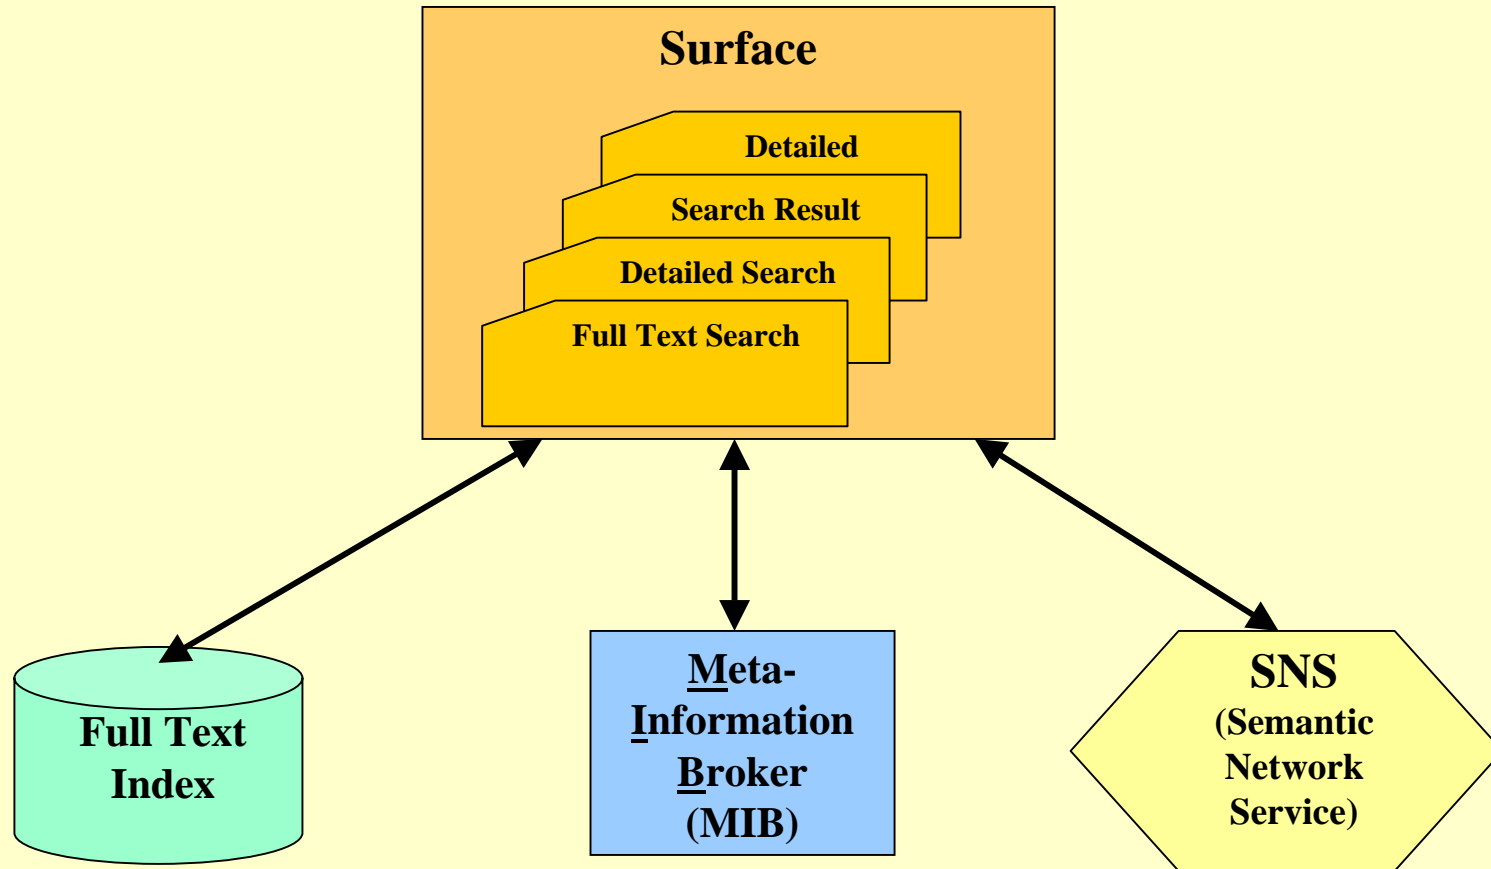 Surface
Detailed
Search Result
Detailed Search
Full Text Search
Full Text
Index
Meta-
Information
Broker
(MIB)
SNS
(Semantic
Network
Service)